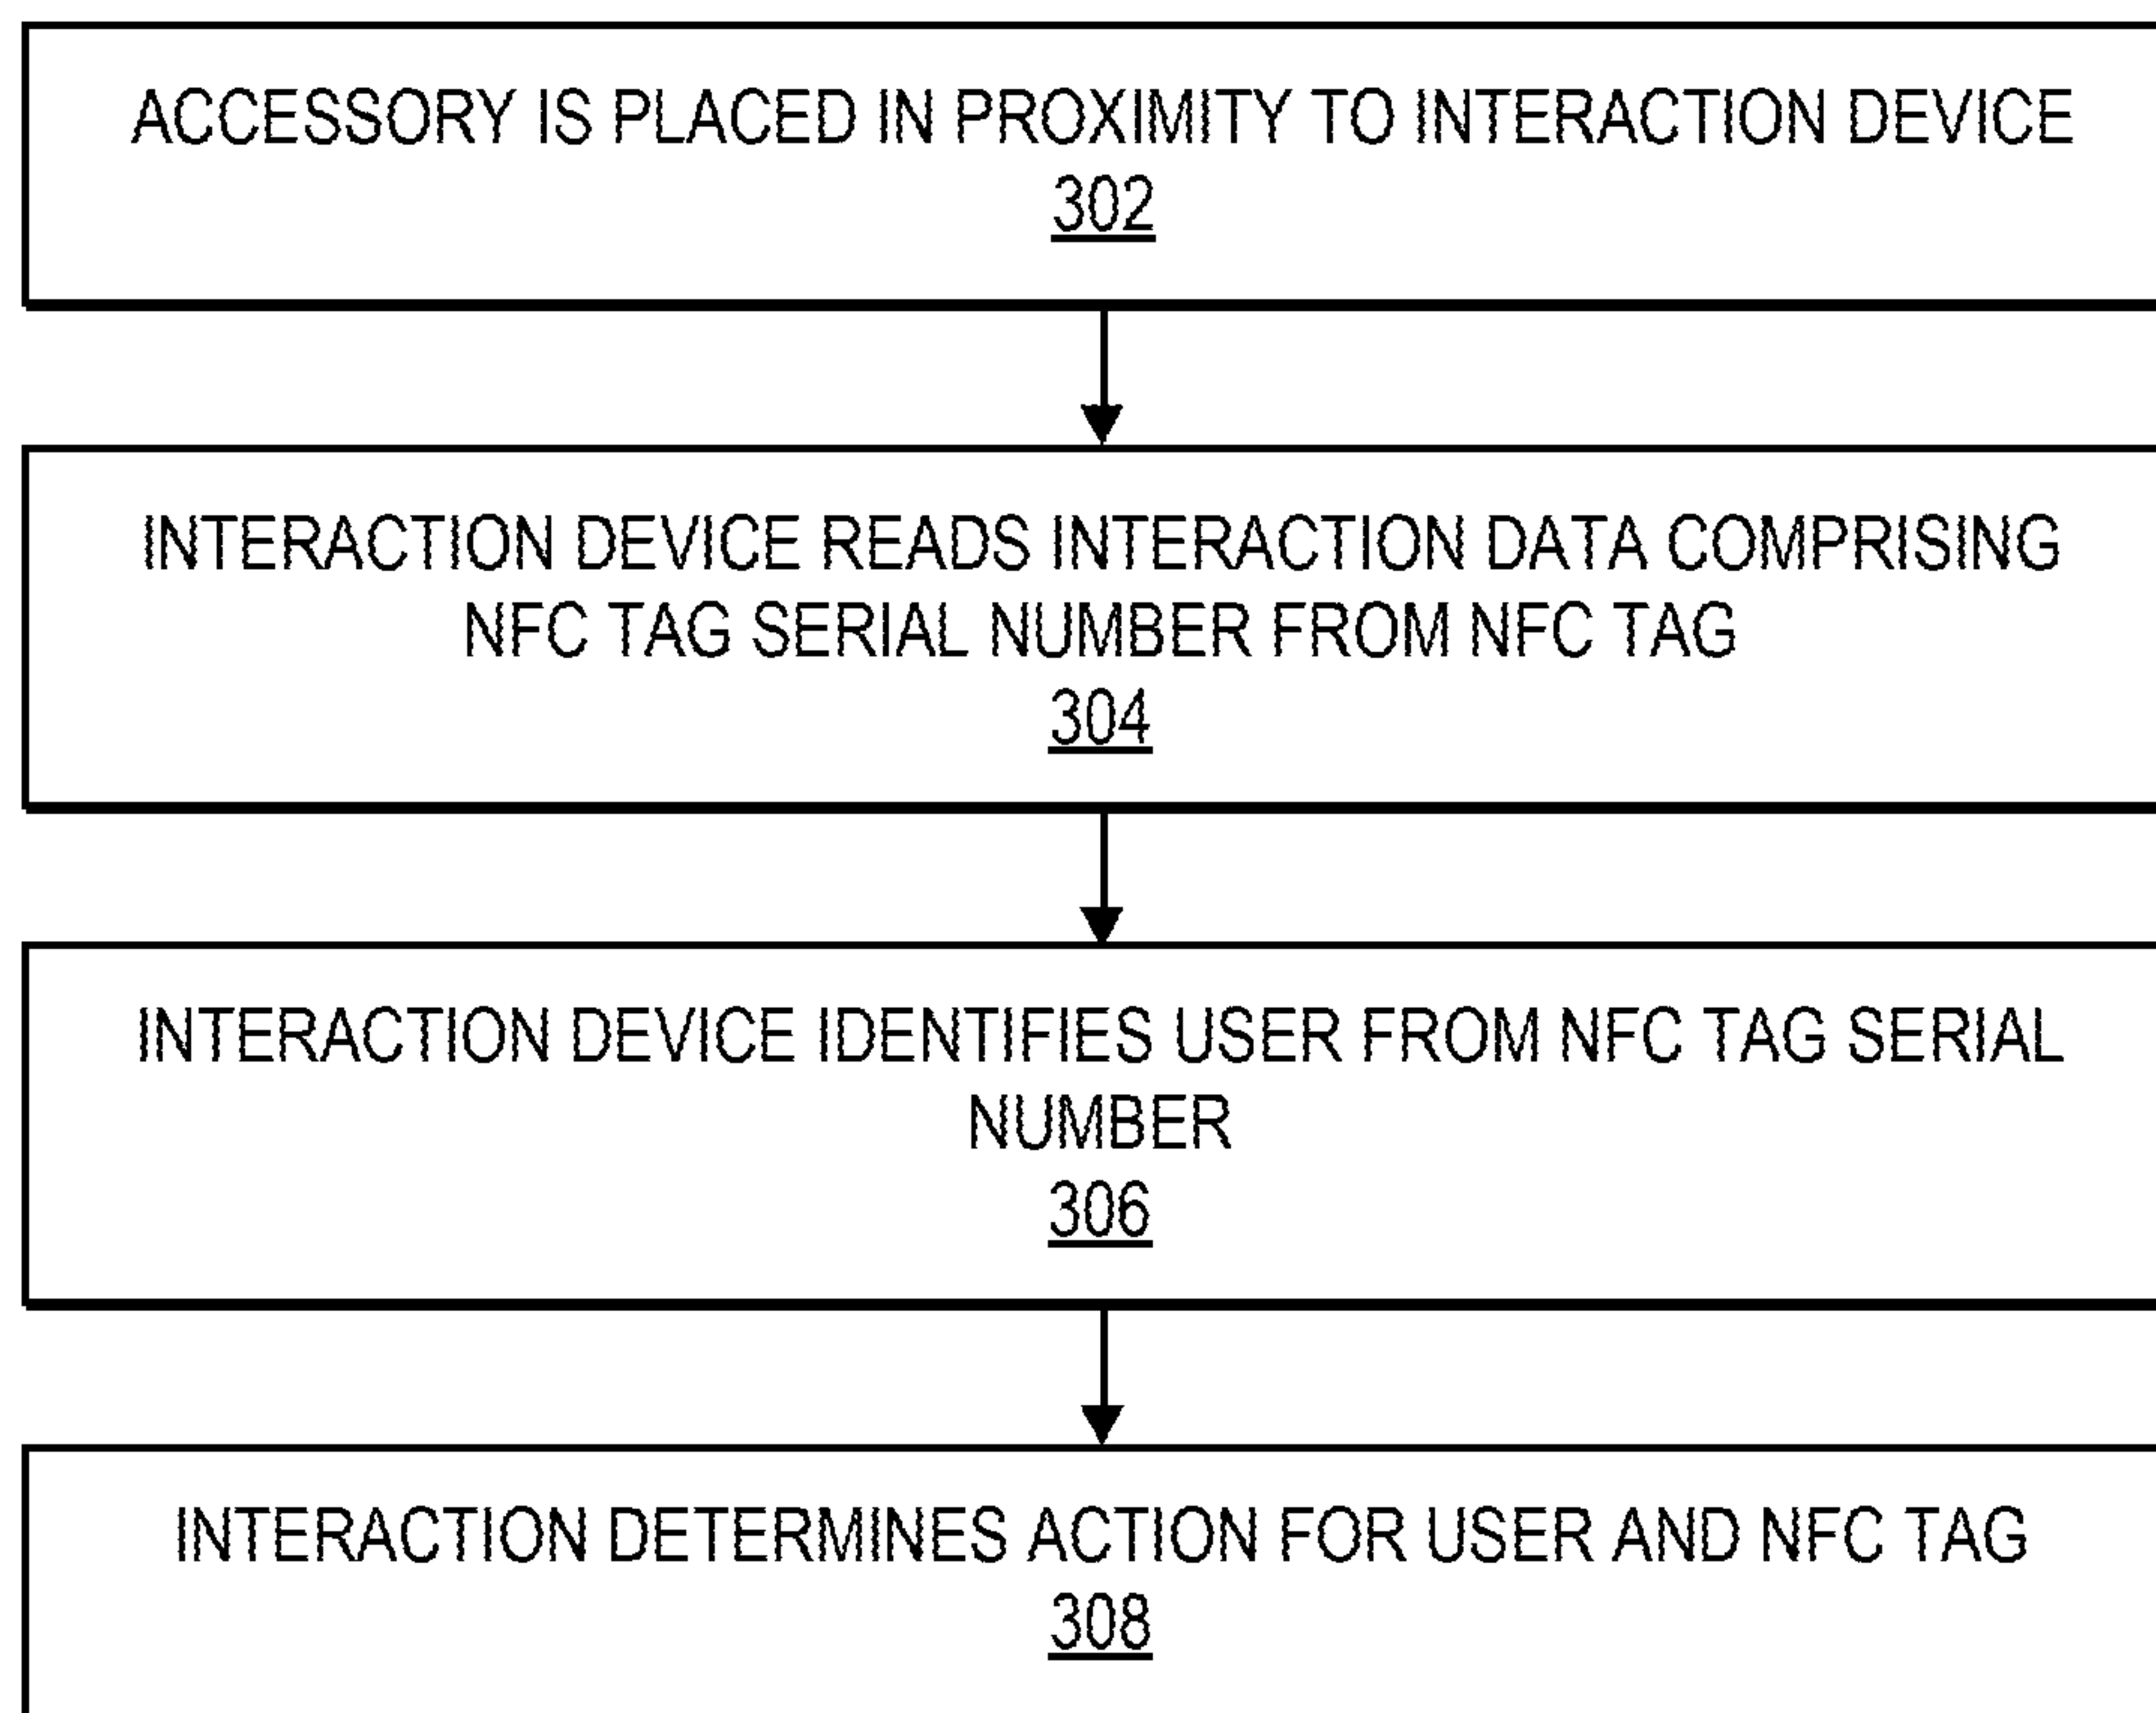 ACCESSORY IS PLACED IN PROXIMITY TO INTERACTION DEVICE
302
INTERACTION DEVICE READS INTERACTION DATA COMPRISING
NFC TAG SERIAL NUMBER FROM NFC TAG
304
INTERACTION DEVICE IDENTIFIES USER FROM NFC TAG SERIAL
NUMBER
306
INTERACTION DETERMINES ACTION FOR USER AND NFC TAG
308